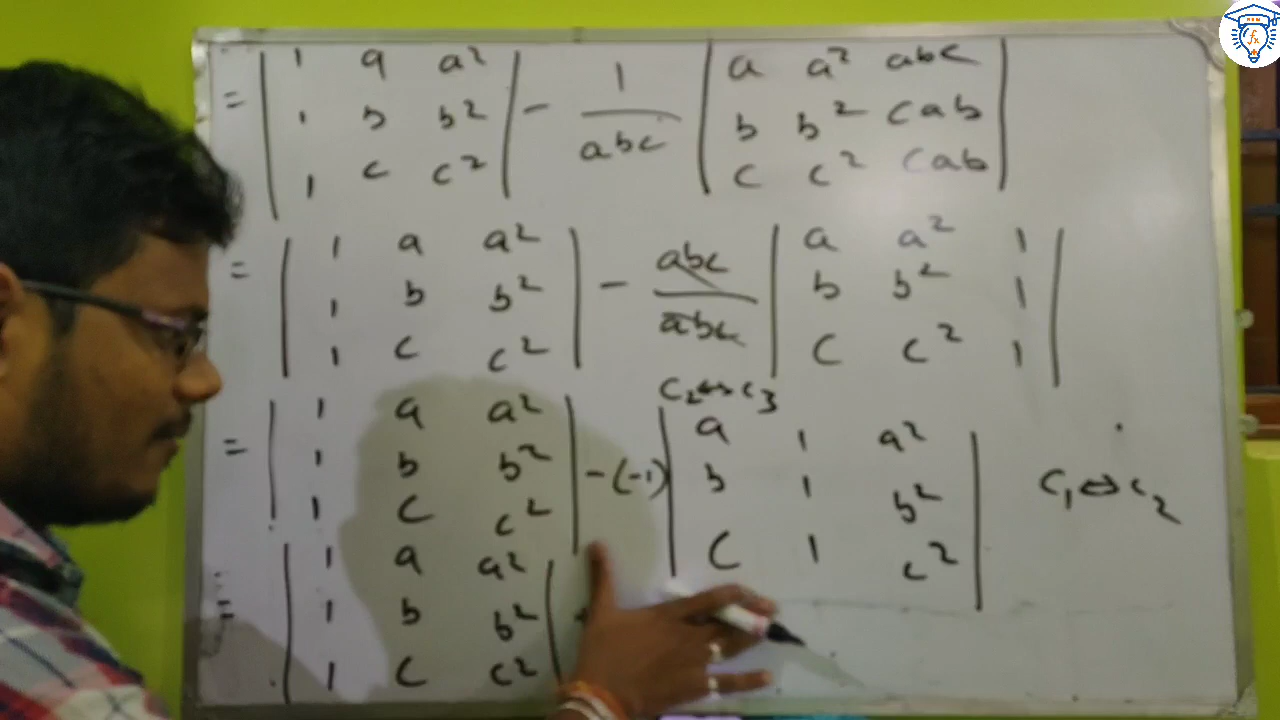 = | 1 a a² | - 1/abc | a a² abc |
| 1 b b² | | b b² cab |
| 1 c c² | | c c² cab |
= | 1 a a² | - abc/abc | a a² 1 |
| 1 b b² | | b b² 1 |
| 1 c c² | | c c² 1 |
C₂↔C₃
= | 1 a a² | -(-1) | a 1 a² |
| 1 b b² | | b 1 b² | C₁↔C₂
| 1 c c² | | c 1 c² |
= | 1 a a² |
| 1 b b² |
| 1 c c² |